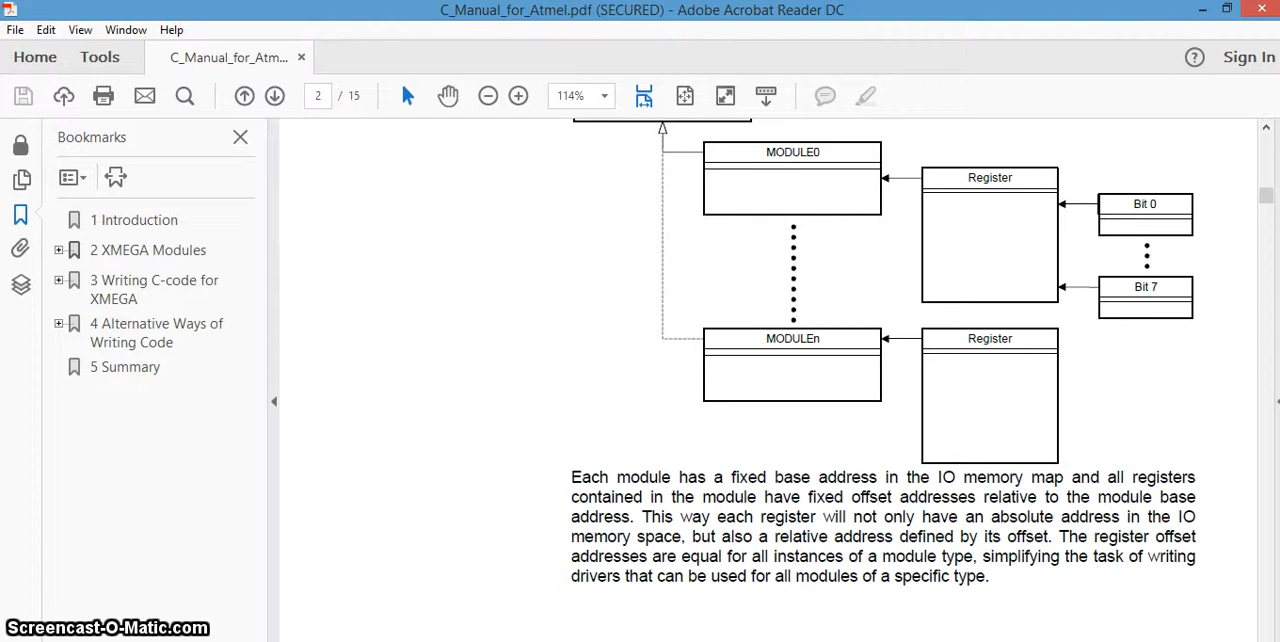 C_Manual_for_Atmel.pdf (SECURED) - Adobe Acrobat Reader DC
File Edit View Window Help
Home Tools C_Manual_for_Atm... Sign In
2 / 15 114%
Bookmarks
1 Introduction
2 XMEGA Modules
3 Writing C-code for
XMEGA
4 Alternative Ways of
Writing Code
5 Summary
MODULE0
Register
Bit 0
Bit 7
MODULEn
Register
Each module has a fixed base address in the IO memory map and all registers
contained in the module have fixed offset addresses relative to the module base
address. This way each register will not only have an absolute address in the IO
memory space, but also a relative address defined by its offset. The register offset
addresses are equal for all instances of a module type, simplifying the task of writing
drivers that can be used for all modules of a specific type.
Screencast-O-Matic.com